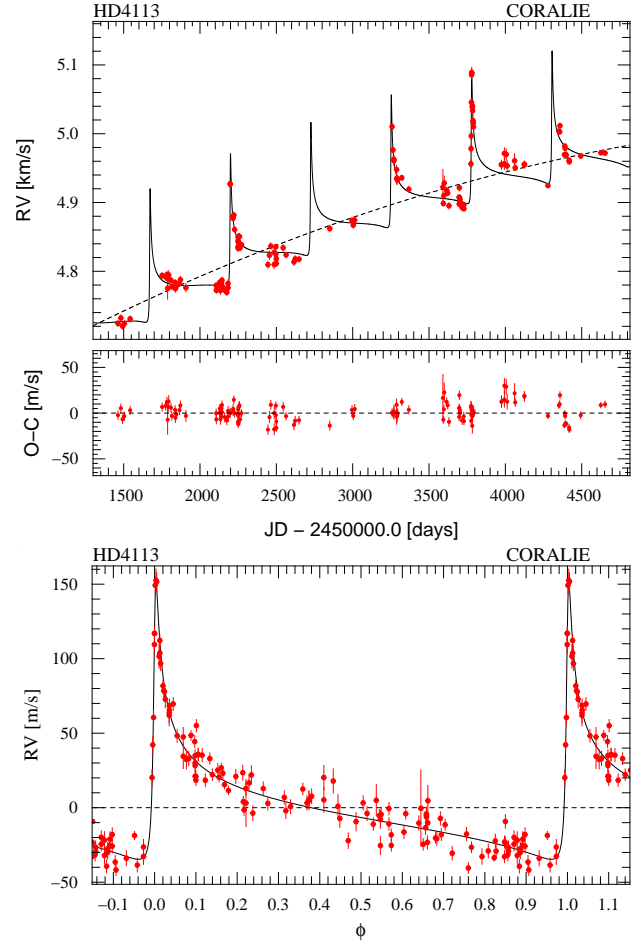 HD4113 CORALIE
5.1
5.0
4.9
4.8
RV [km/s]
50
0
−50
O−C [m/s]
1500 2000 2500 3000 3500 4000 4500
JD − 2450000.0 [days]
HD4113 CORALIE
150
100
50
0
−50
RV [m/s]
−0.1 0.0 0.1 0.2 0.3 0.4 0.5 0.6 0.7 0.8 0.9 1.0 1.1
ϕ